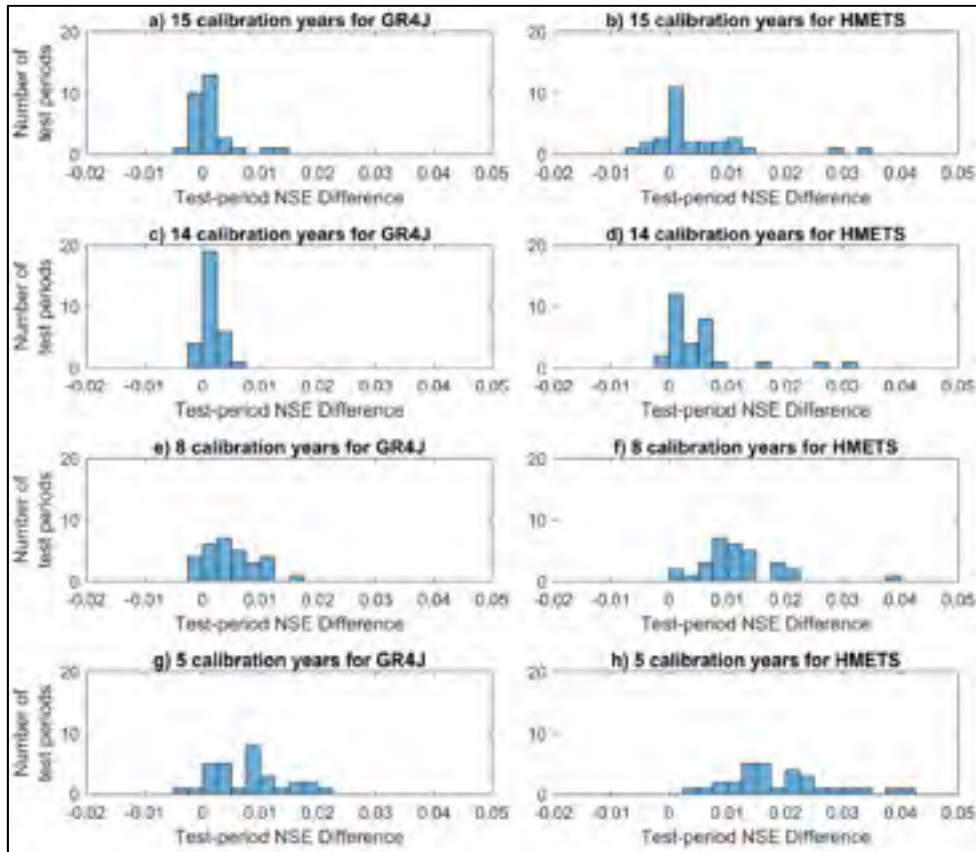 a) 15 calibration years for GR4J
20
10
0
Number of
test periods
-0.02 -0.01 0 0.01 0.02 0.03 0.04 0.05
Test-period NSE Difference
b) 15 calibration years for HMETS
20
10
0
-0.02 -0.01 0 0.01 0.02 0.03 0.04 0.05
Test-period NSE Difference
c) 14 calibration years for GR4J
20
10
0
Number of
test periods
-0.02 -0.01 0 0.01 0.02 0.03 0.04 0.05
Test-period NSE Difference
d) 14 calibration years for HMETS
20
10
0
-0.02 -0.01 0 0.01 0.02 0.03 0.04 0.05
Test-period NSE Difference
e) 8 calibration years for GR4J
20
10
0
Number of
test periods
-0.02 -0.01 0 0.01 0.02 0.03 0.04 0.05
Test-period NSE Difference
f) 8 calibration years for HMETS
20
10
0
-0.02 -0.01 0 0.01 0.02 0.03 0.04 0.05
Test-period NSE Difference
g) 5 calibration years for GR4J
20
10
0
Number of
test periods
-0.02 -0.01 0 0.01 0.02 0.03 0.04 0.05
Test-period NSE Difference
h) 5 calibration years for HMETS
20
10
0
-0.02 -0.01 0 0.01 0.02 0.03 0.04 0.05
Test-period NSE Difference